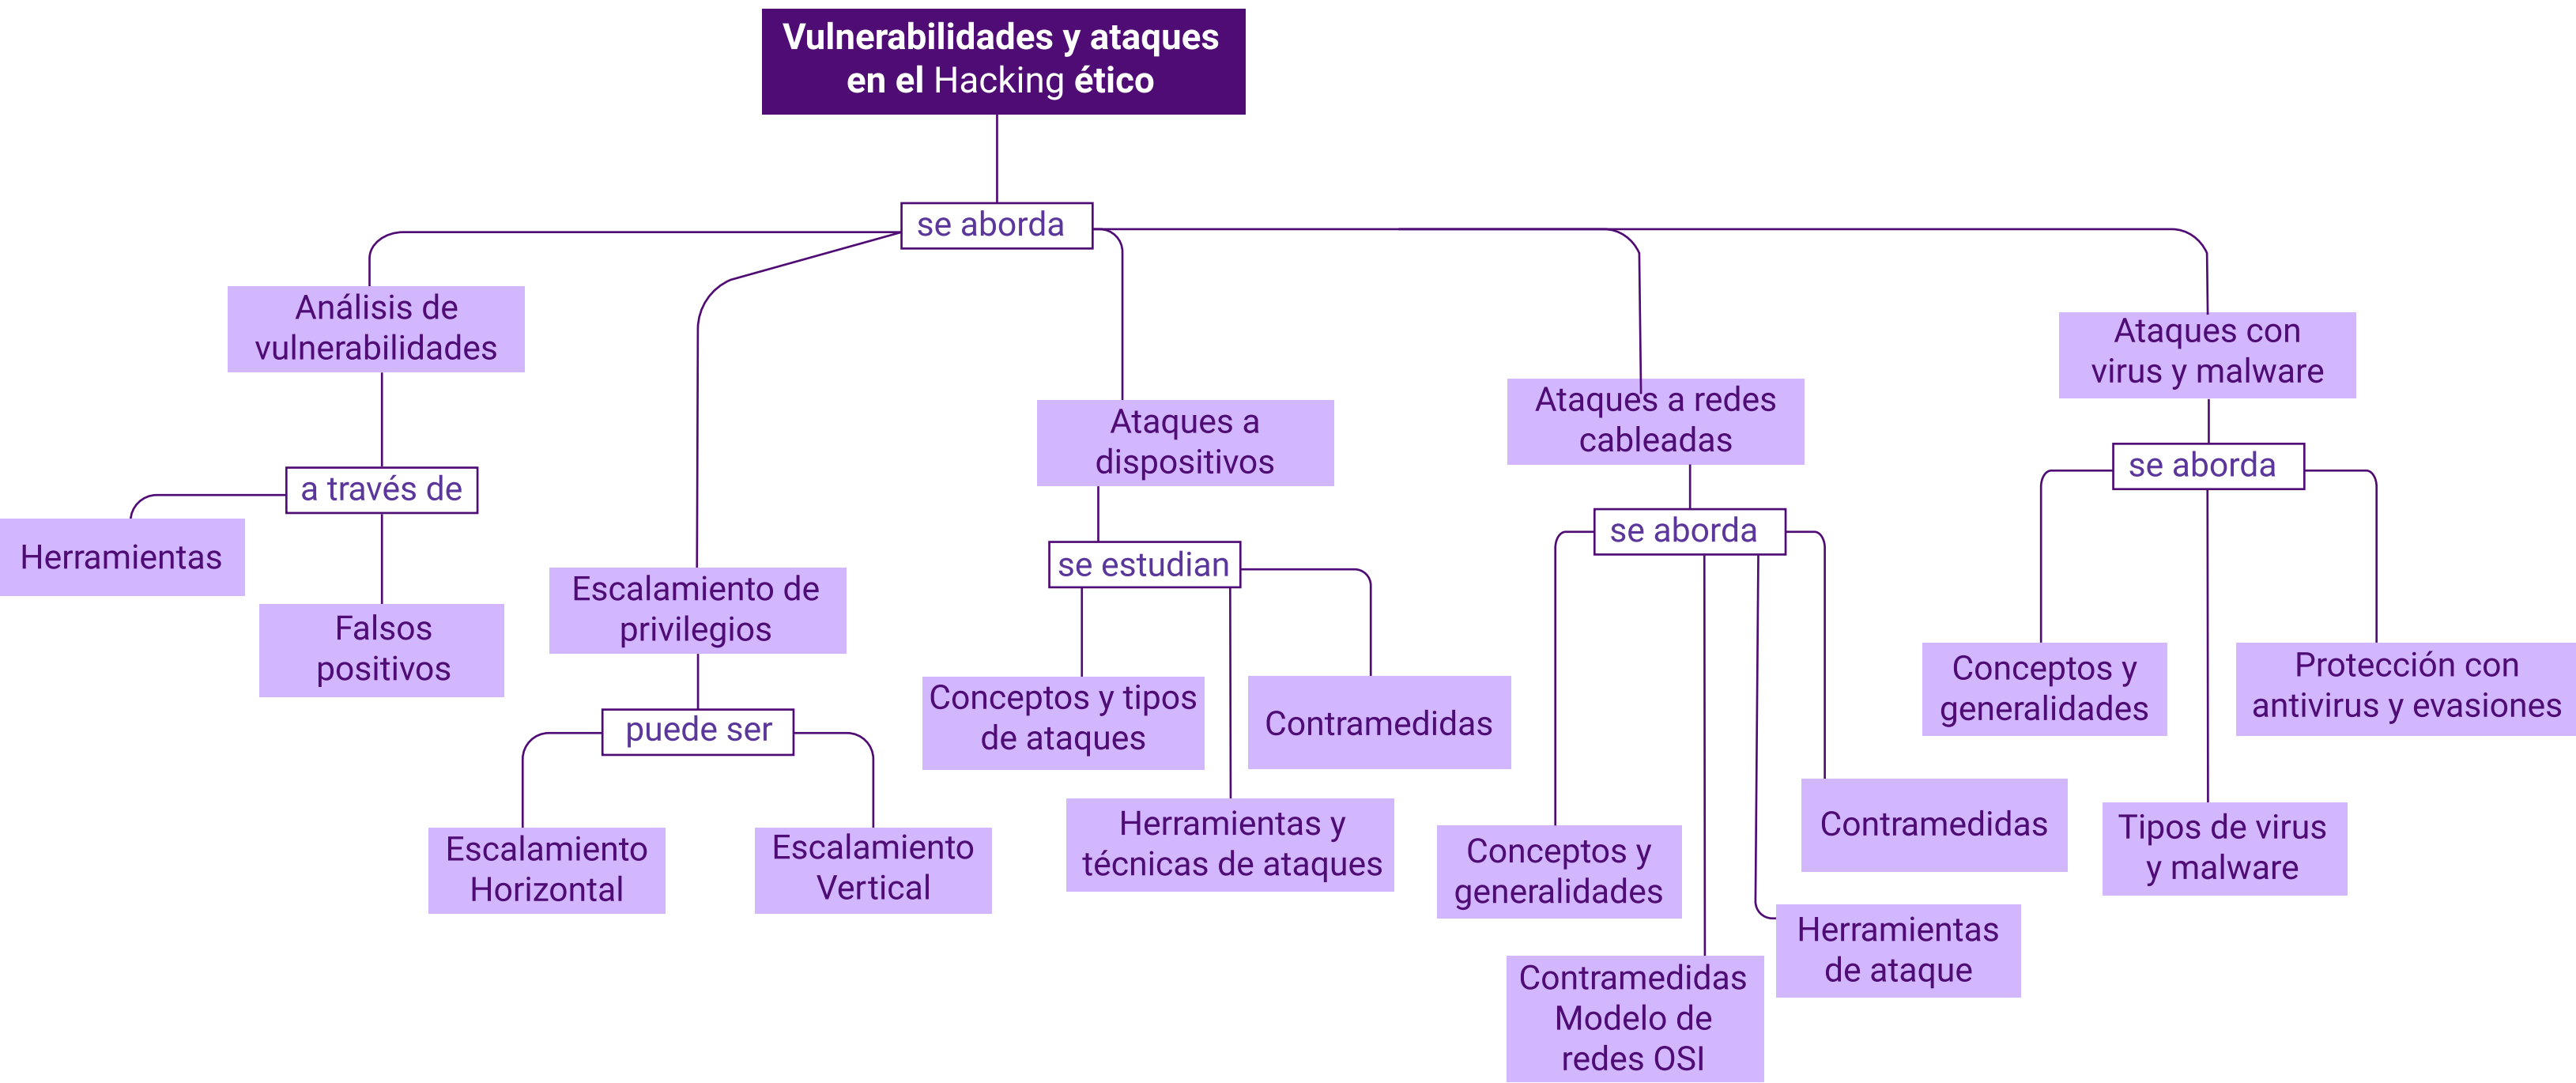 Vulnerabilidades y ataques
en el Hacking ético
se aborda
Análisis de
vulnerabilidades
a través de
Herramientas
Falsos
positivos
Escalamiento de
privilegios
puede ser
Escalamiento
Horizontal
Escalamiento
Vertical
Ataques a
dispositivos
se estudian
Conceptos y tipos
de ataques
Herramientas y
técnicas de ataques
Contramedidas
Ataques a redes
cableadas
se aborda
Conceptos y
generalidades
Contramedidas
Modelo de
redes OSI
Herramientas
de ataque
Contramedidas
Ataques con
virus y malware
se aborda
Conceptos y
generalidades
Tipos de virus
y malware
Protección con
antivirus y evasiones